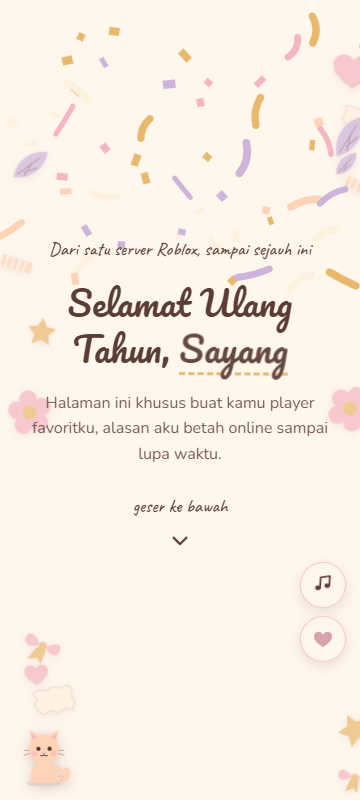 Dari satu server Roblox, sampai sejauh ini
Selamat Ulang
Tahun, Sayang
Halaman ini khusus buat kamu player
favoritku, alasan aku betah online sampai
lupa waktu.
geser ke bawah